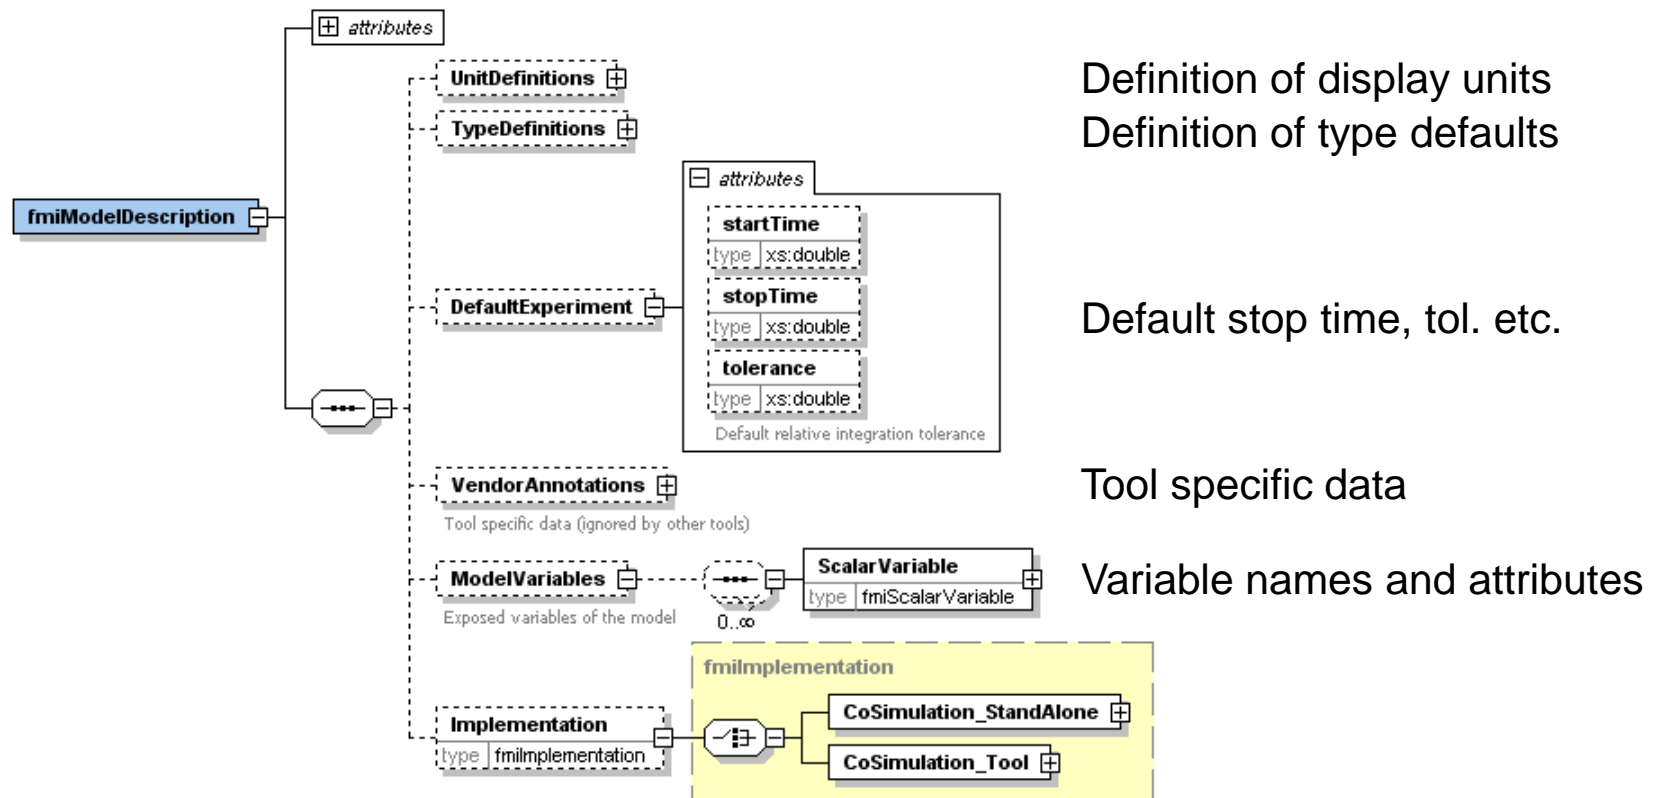 attributes
UnitDefinitions
Definition of display units
TypeDefinitions
Definition of type defaults
attributes
fmiModelDescription
startTime
type xs:double
stopTime
type xs:double
DefaultExperiment
Default stop time, tol. etc.
tolerance
type xs:double
Default relative integration tolerance
VendorAnnotations
Tool specific data
Tool specific data (ignored by other tools)
ModelVariables
ScalarVariable
type fmiScalarVariable
Variable names and attributes
Exposed variables of the model
0..∞
fmiImplementation
Implementation
type fmiImplementation
CoSimulation_StandAlone
CoSimulation_Tool